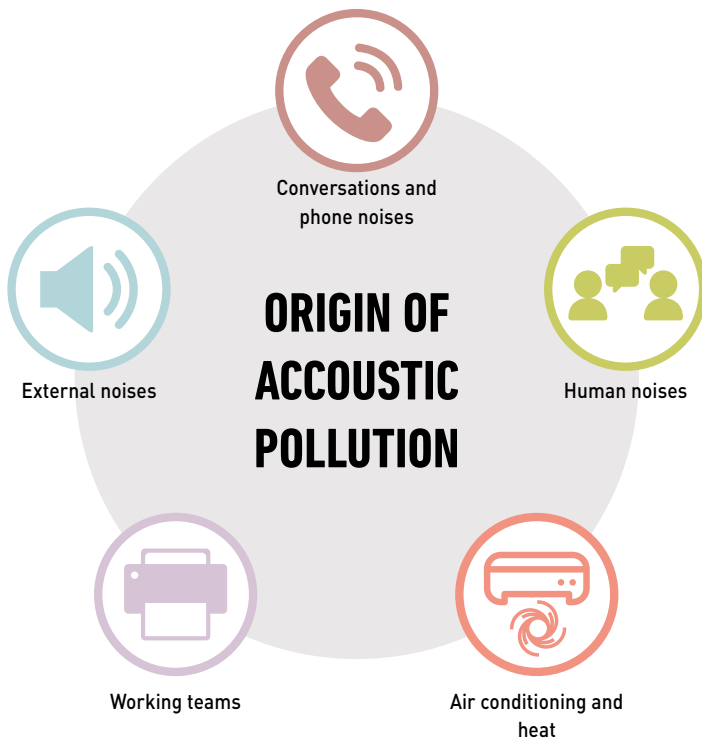 Conversations and
phone noises
External noises
Human noises
ORIGIN OF
ACCOUSTIC
POLLUTION
Working teams
Air conditioning and
heat